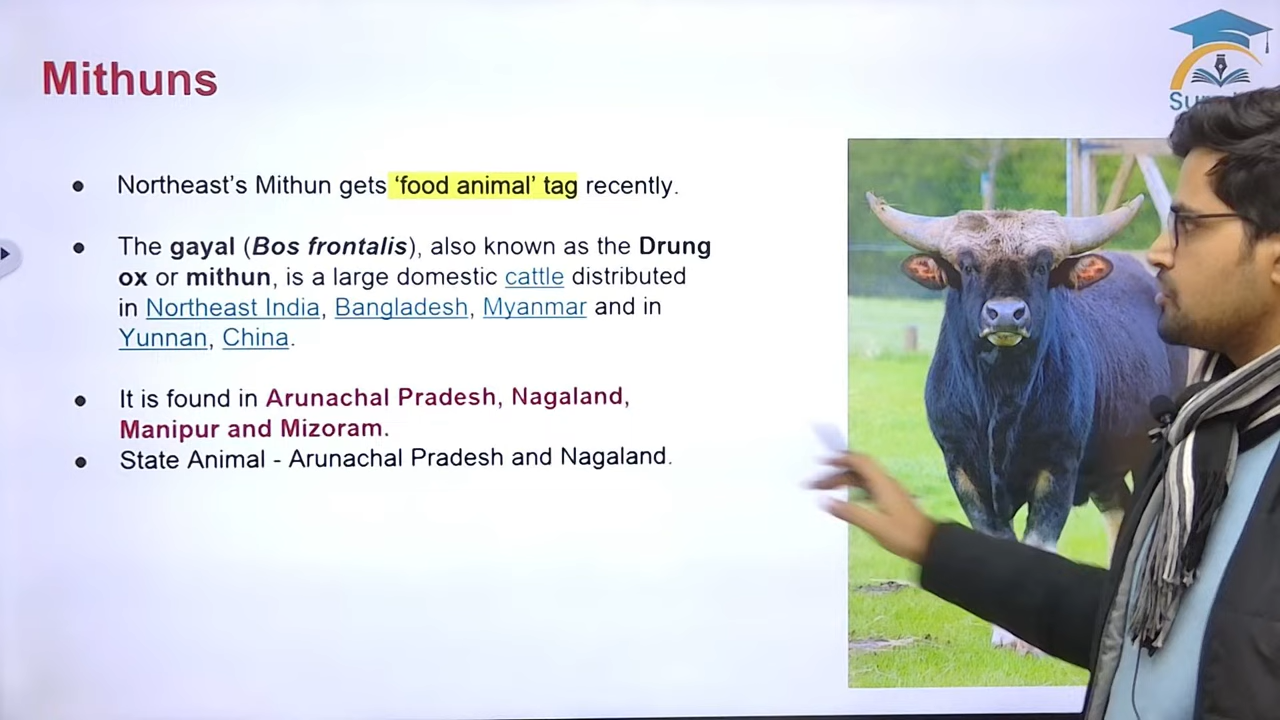 Mithuns
● Northeast’s Mithun gets ‘food animal’ tag recently.
● The gayal (Bos frontalis), also known as the Drung
ox or mithun, is a large domestic cattle distributed
in Northeast India, Bangladesh, Myanmar and in
Yunnan, China.
● It is found in Arunachal Pradesh, Nagaland,
Manipur and Mizoram.
● State Animal - Arunachal Pradesh and Nagaland.